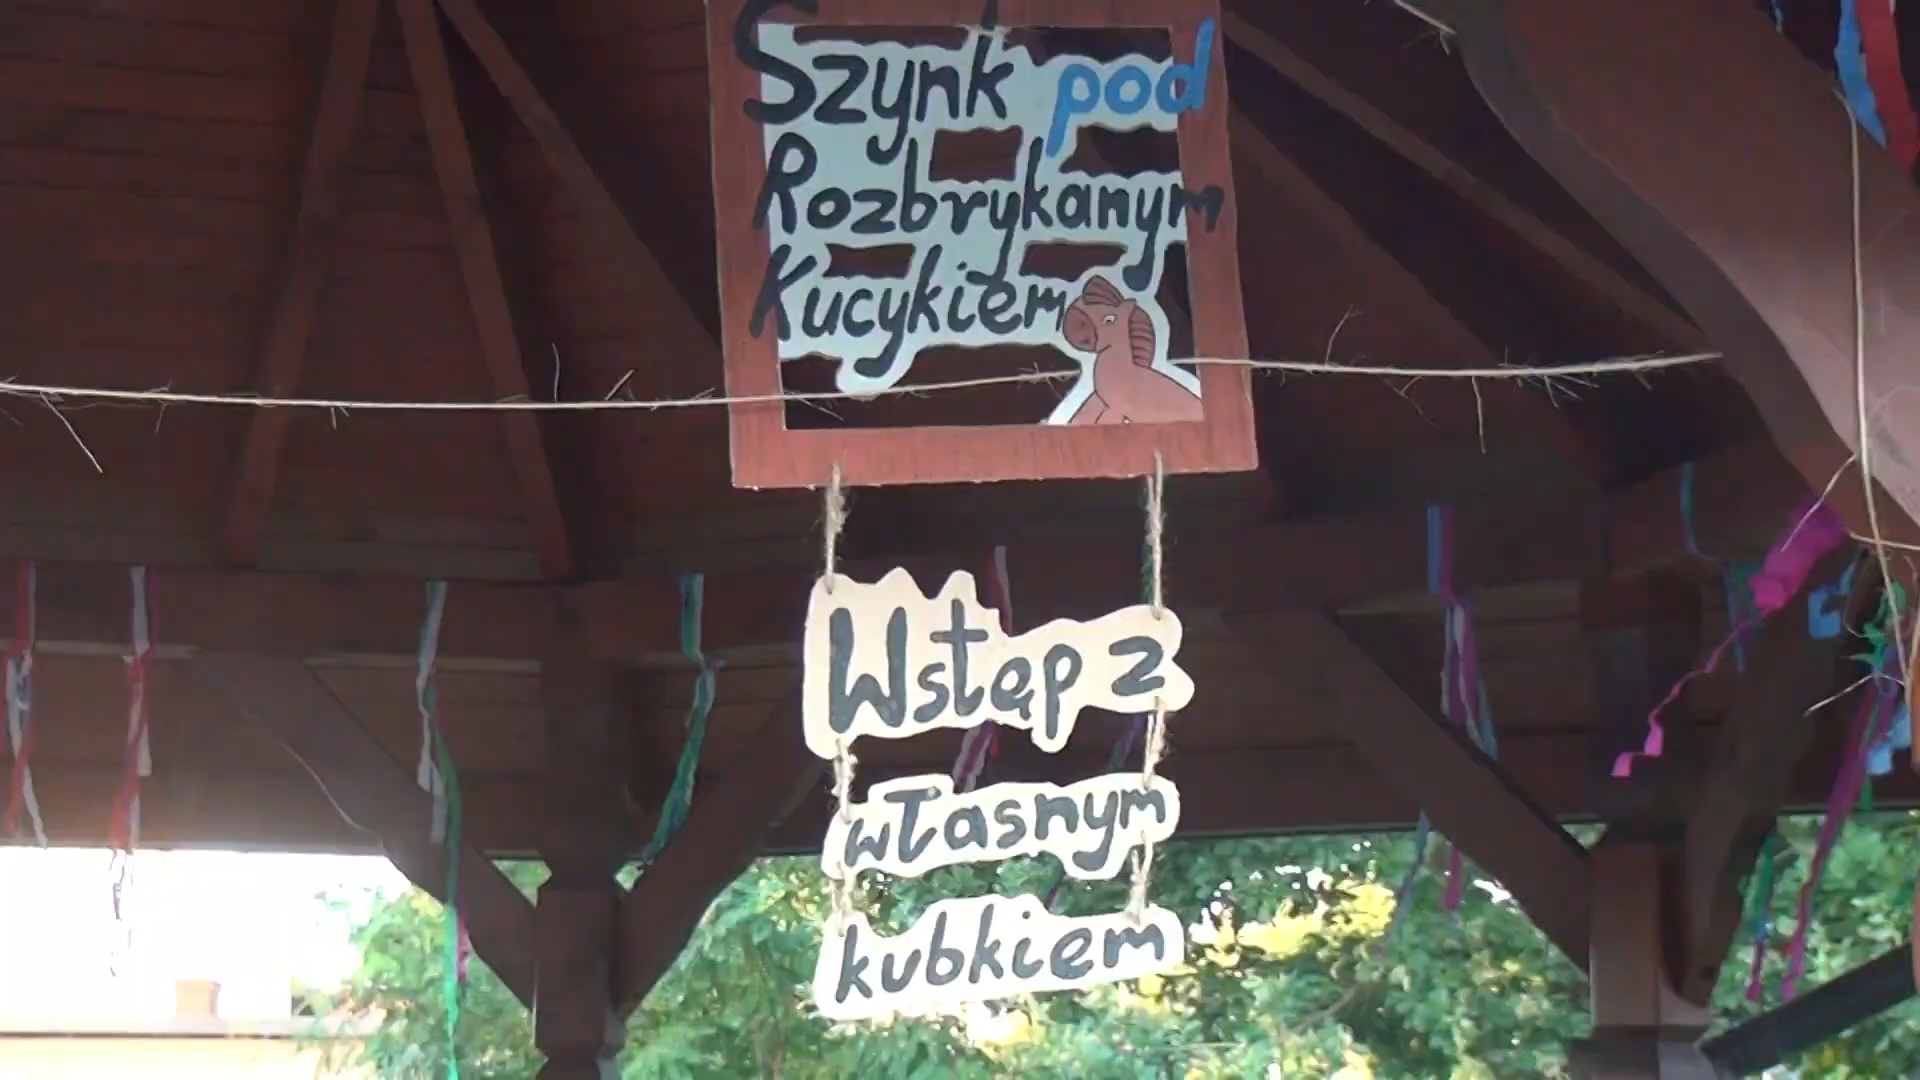 Szynk pod
Rozbrykanym
Kucykiem
Wstęp z
własnym
kubkiem